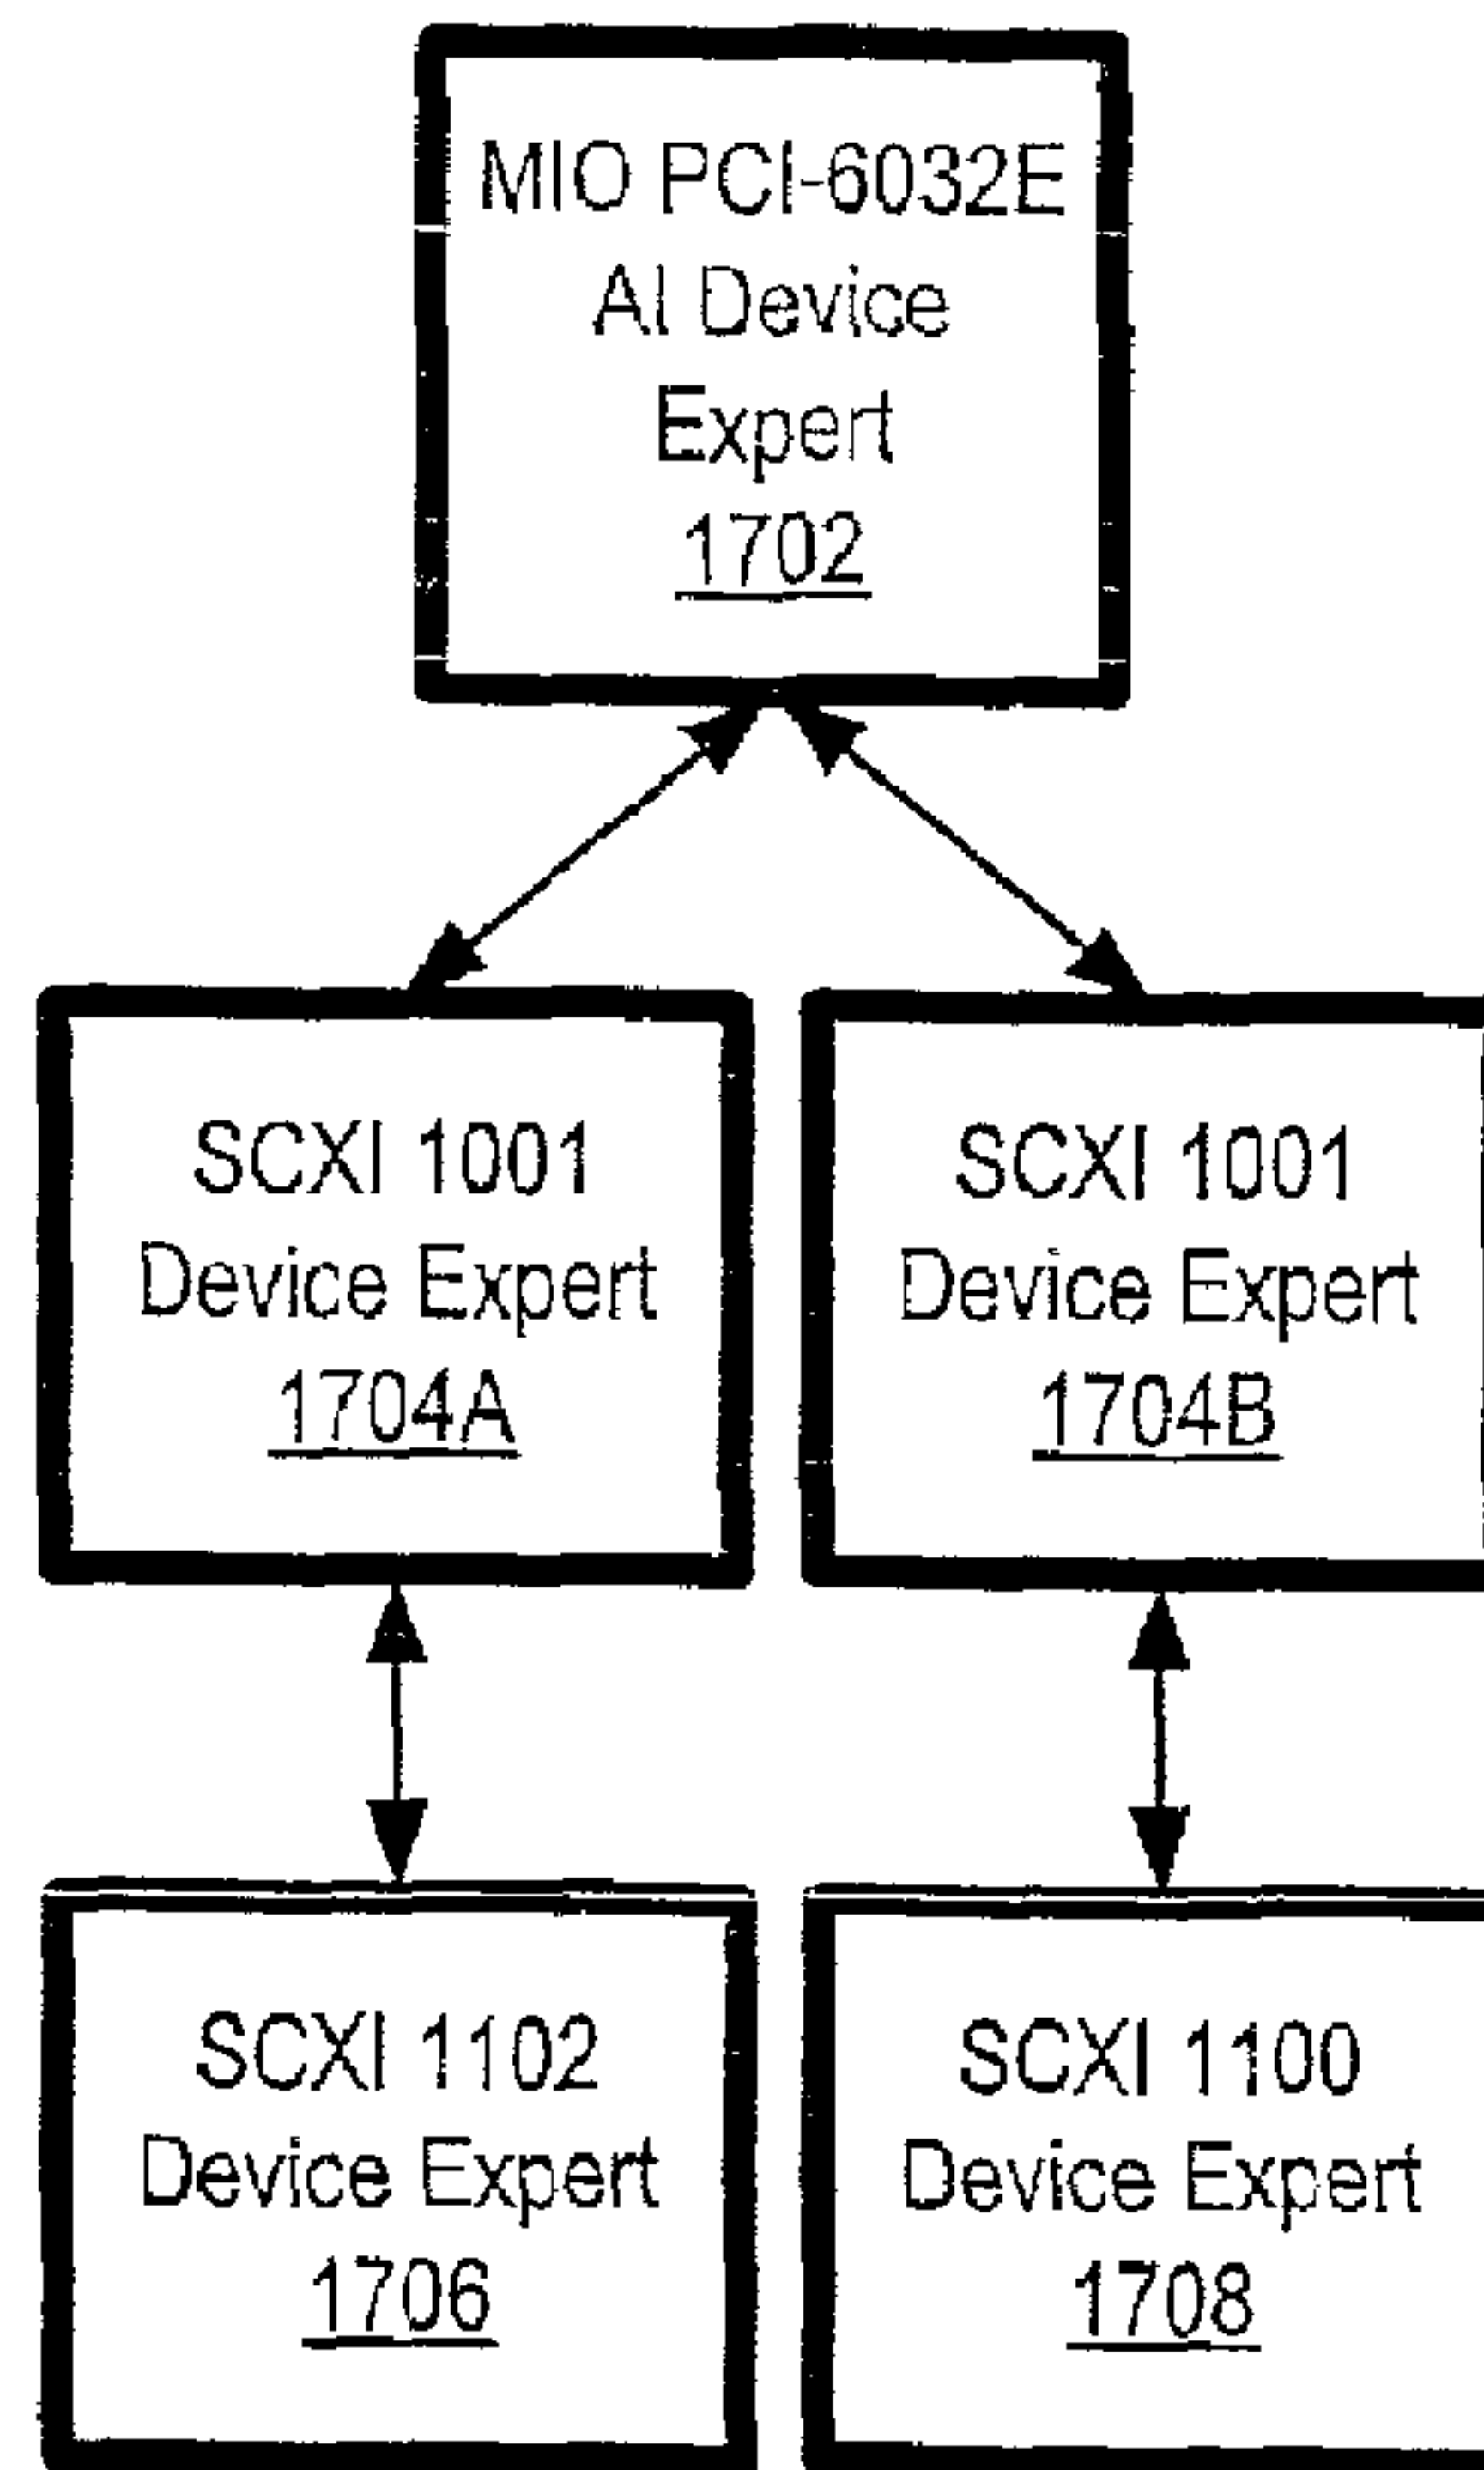 MIO PCI-6032E
AI Device
Expert
1702
SCXI 1001
Device Expert
1704A
SCXI 1001
Device Expert
1704B
SCXI 1102
Device Expert
1706
SCXI 1100
Device Expert
1708